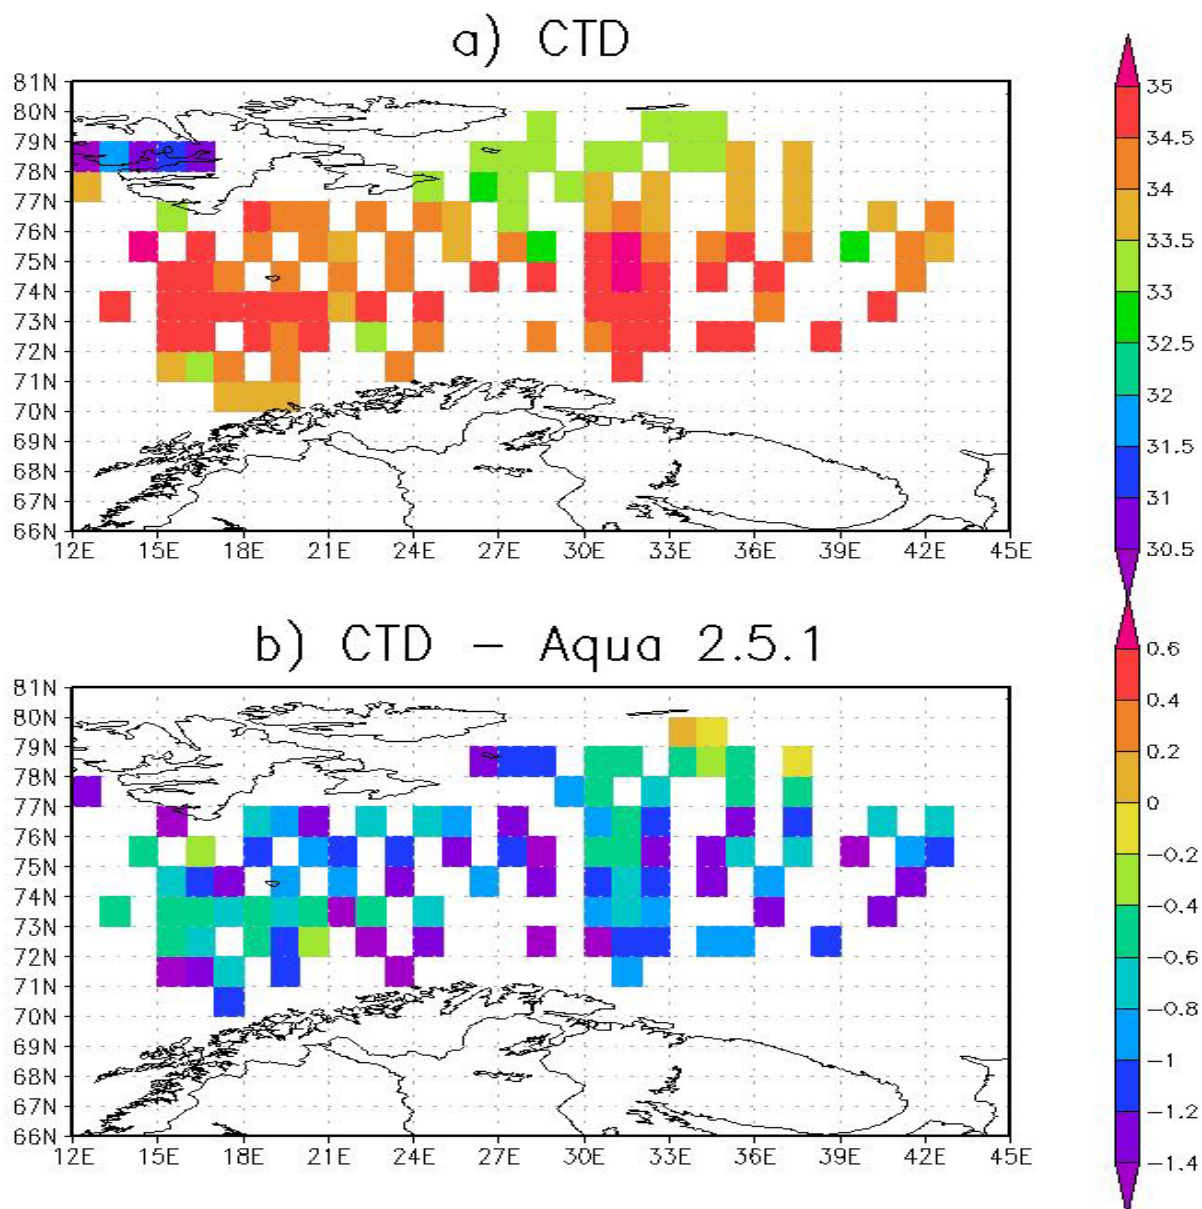 a) CTD
81N
80N
79N
78N
77N
76N
75N
74N
73N
72N
71N
70N
69N
68N
67N
66N
12E 15E 18E 21E 24E 27E 30E 33E 36E 39E 42E 45E
35
34.5
34
33.5
33
32.5
32
31.5
31
30.5
b) CTD − Aqua 2.5.1
81N
80N
79N
78N
77N
76N
75N
74N
73N
72N
71N
70N
69N
68N
67N
66N
12E 15E 18E 21E 24E 27E 30E 33E 36E 39E 42E 45E
0.6
0.4
0.2
0
−0.2
−0.4
−0.6
−0.8
−1
−1.2
−1.4